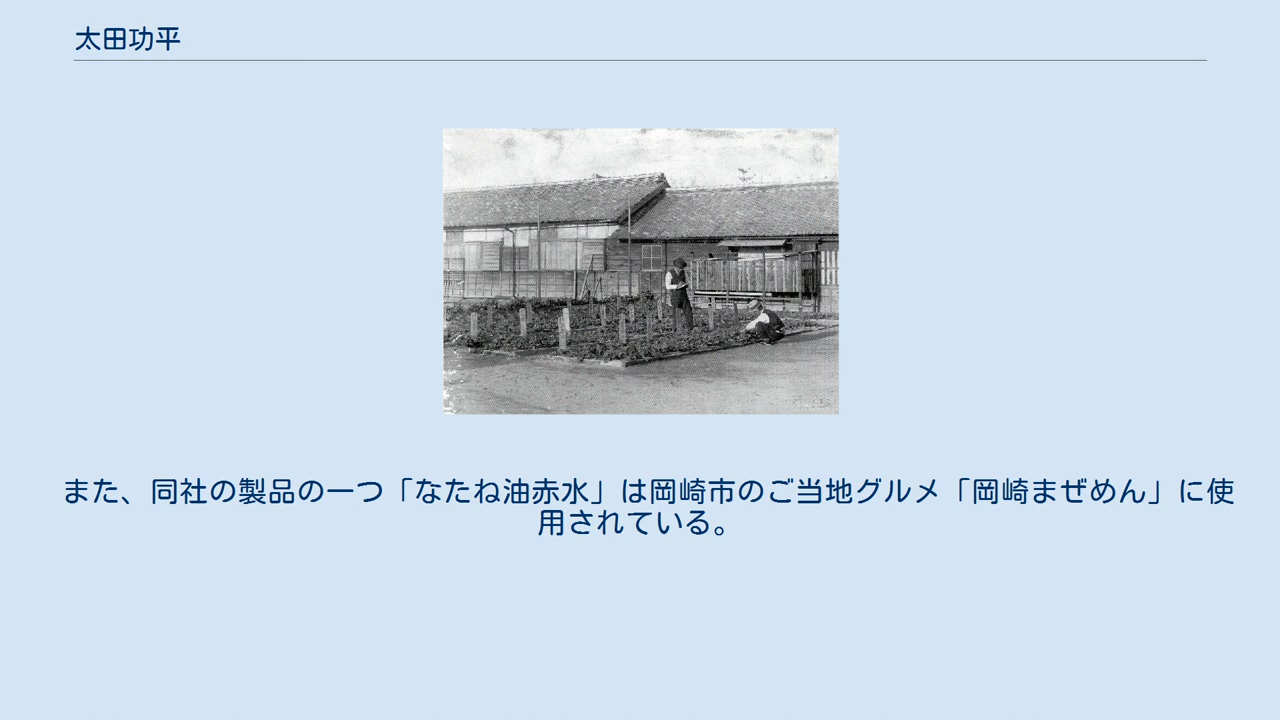 太田功平
また、同社の製品の一つ「なたね油赤水」は岡崎市のご当地グルメ「岡崎まぜめん」に使
用されている。